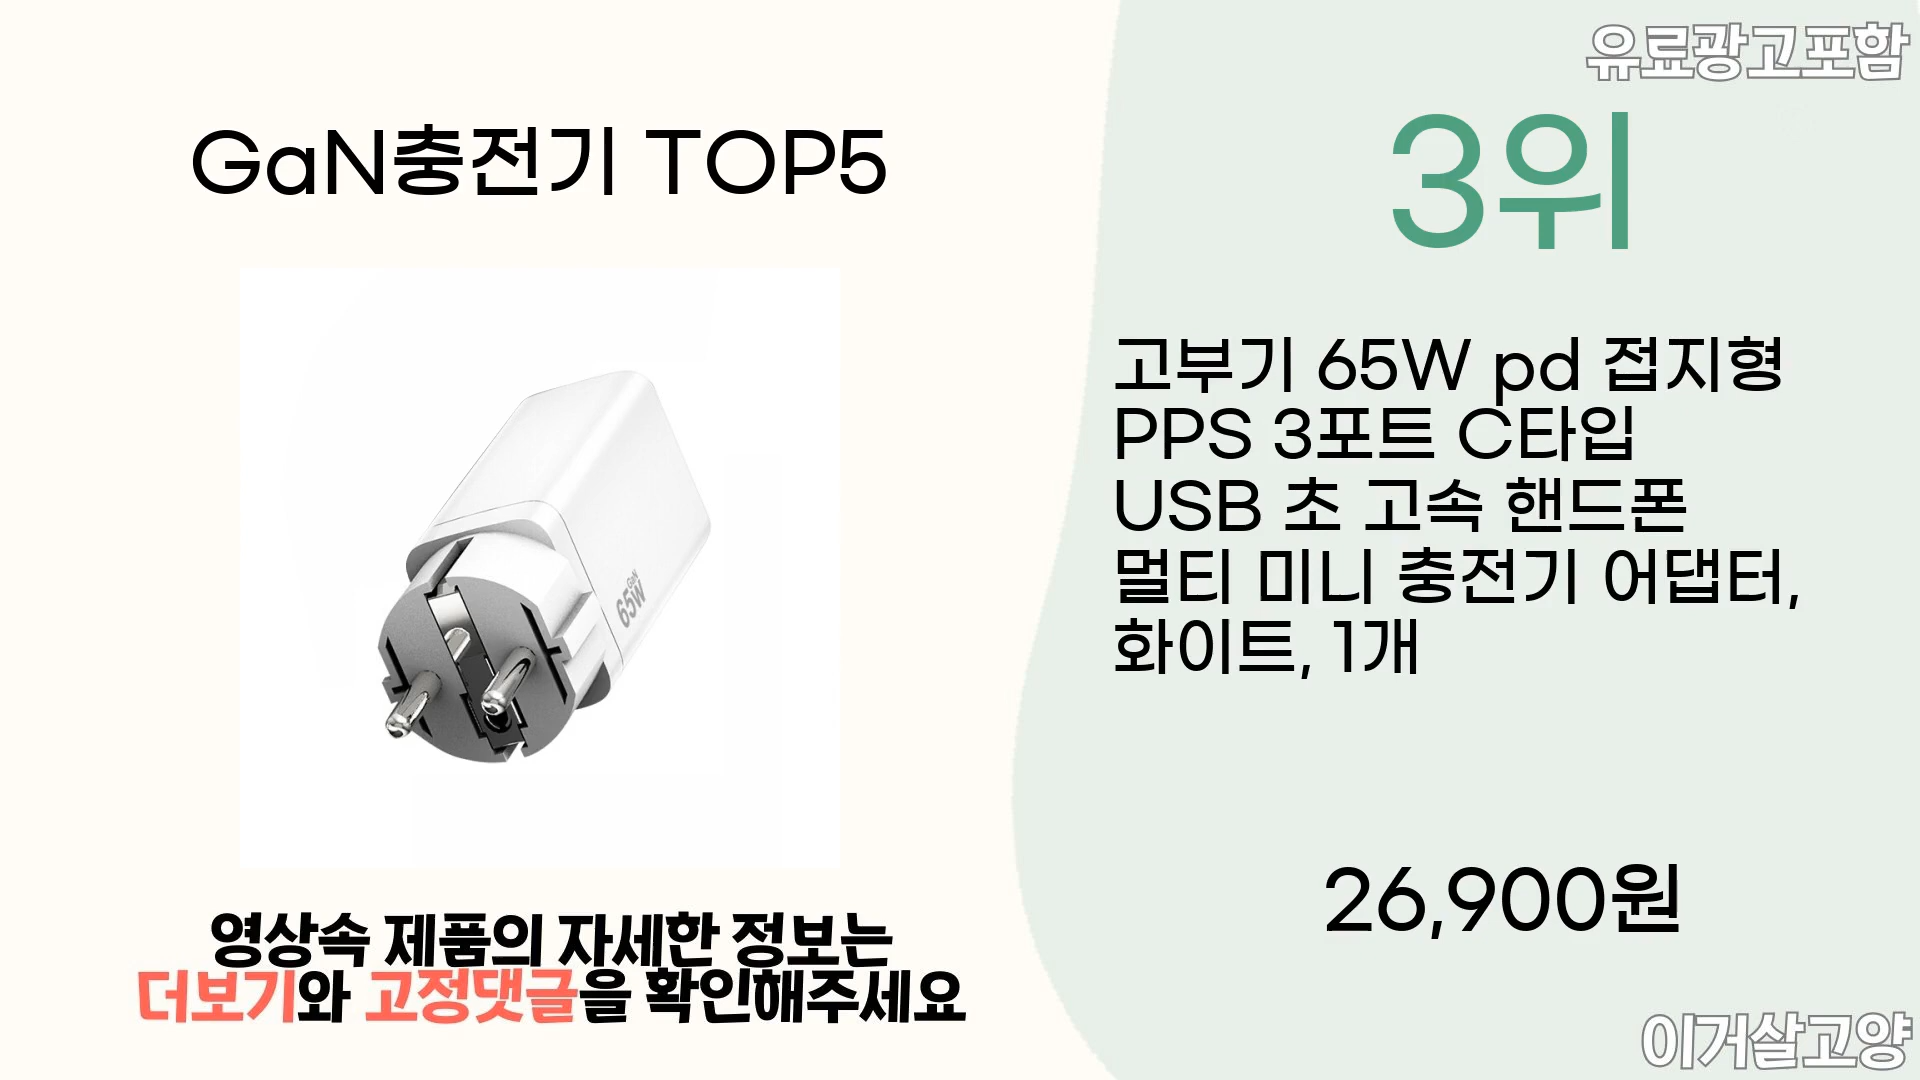 유료광고포함
GaN충전기 TOP5
3위
고부기 65W pd 접지형
PPS 3포트 C타입
USB 초 고속 핸드폰
멀티 미니 충전기 어댑터,
화이트, 1개
GaN
65W
26,900원
영상속 제품의 자세한 정보는
더보기와 고정댓글을 확인해주세요
이거살고양